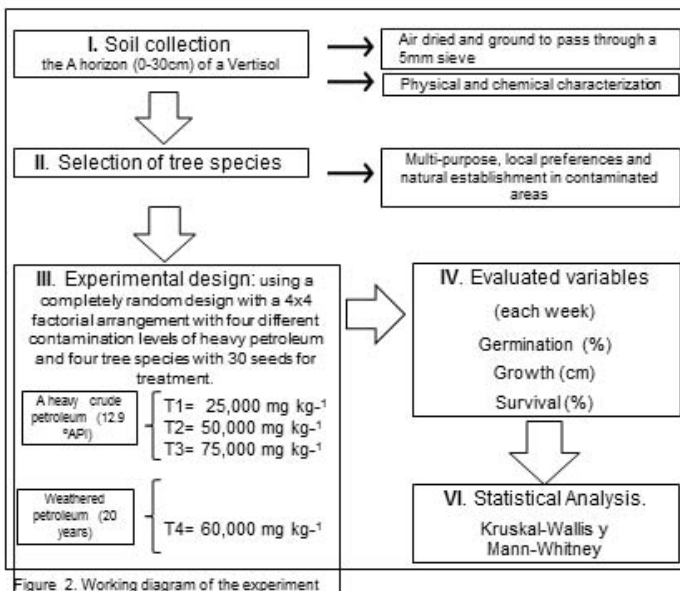 I. Soil collection
the A horizon (0-30cm) of a Vertisol
Air dried and ground to pass through a
5mm sieve
Physical and chemical characterization
II. Selection of tree species
Multi-purpose, local preferences and
natural establishment in contaminated
areas
III. Experimental design: using a
completely random design with a 4x4
factorial arrangement with four different
contamination levels of heavy petroleum
and four tree species with 30 seeds for
treatment.
A heavy crude
petroleum (12.9
ºAPI)
T1= 25,000 mg kg-¹
T2= 50,000 mg kg-¹
T3= 75,000 mg kg-¹
Weathered
petroleum (20
years)
T4= 60,000 mg kg-¹
IV. Evaluated variables
(each week)
Germination (%)
Growth (cm)
Survival (%)
VI. Statistical Analysis.
Kruskal-Wallis y
Mann-Whitney
Figure 2. Working diagram of the experiment